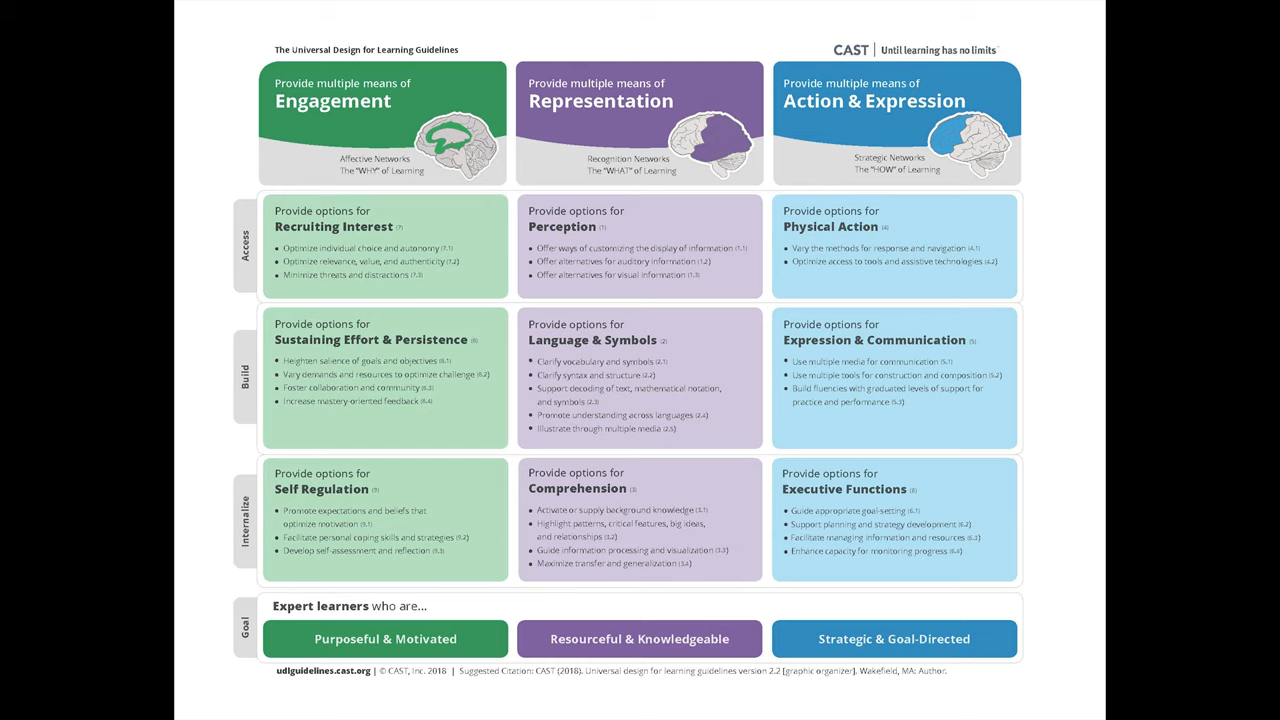 The Universal Design for Learning Guidelines
CAST | Until learning has no limits
Provide multiple means of
Engagement
Affective Networks
The "WHY" of Learning
Provide multiple means of
Representation
Recognition Networks
The "WHAT" of Learning
Provide multiple means of
Action & Expression
Strategic Networks
The "HOW" of Learning
Access
Provide options for
Recruiting Interest (7)
• Optimize individual choice and autonomy (7.1)
• Optimize relevance, value, and authenticity (7.2)
• Minimize threats and distractions (7.3)
Provide options for
Perception (1)
• Offer ways of customizing the display of information (1.1)
• Offer alternatives for auditory information (1.2)
• Offer alternatives for visual information (1.3)
Provide options for
Physical Action (4)
• Vary the methods for response and navigation (4.1)
• Optimize access to tools and assistive technologies (4.2)
Build
Provide options for
Sustaining Effort & Persistence (8)
• Heighten salience of goals and objectives (8.1)
• Vary demands and resources to optimize challenge (8.2)
• Foster collaboration and community (8.3)
• Increase mastery-oriented feedback (8.4)
Provide options for
Language & Symbols (2)
• Clarify vocabulary and symbols (2.1)
• Clarify syntax and structure (2.2)
• Support decoding of text, mathematical notation,
and symbols (2.3)
• Promote understanding across languages (2.4)
• Illustrate through multiple media (2.5)
Provide options for
Expression & Communication (5)
• Use multiple media for communication (5.1)
• Use multiple tools for construction and composition (5.2)
• Build fluencies with graduated levels of support for
practice and performance (5.3)
Internalize
Provide options for
Self Regulation (9)
• Promote expectations and beliefs that
optimize motivation (9.1)
• Facilitate personal coping skills and strategies (9.2)
• Develop self-assessment and reflection (9.3)
Provide options for
Comprehension (3)
• Activate or supply background knowledge (3.1)
• Highlight patterns, critical features, big ideas,
and relationships (3.2)
• Guide information processing and visualization (3.3)
• Maximize transfer and generalization (3.4)
Provide options for
Executive Functions (6)
• Guide appropriate goal-setting (6.1)
• Support planning and strategy development (6.2)
• Facilitate managing information and resources (6.3)
• Enhance capacity for monitoring progress (6.4)
Goal
Expert learners who are...
Purposeful & Motivated
Resourceful & Knowledgeable
Strategic & Goal-Directed
udlguidelines.cast.org | © CAST, Inc. 2018 | Suggested Citation: CAST (2018). Universal design for learning guidelines version 2.2 [graphic organizer]. Wakefield, MA: Author.